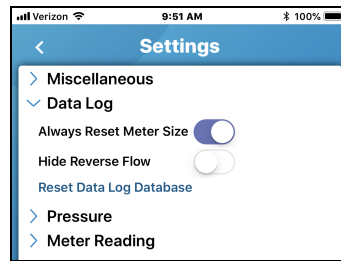 Verizon 9:51 AM 100%
Settings
Miscellaneous
Data Log
Always Reset Meter Size
Hide Reverse Flow
Reset Data Log Database
Pressure
Meter Reading